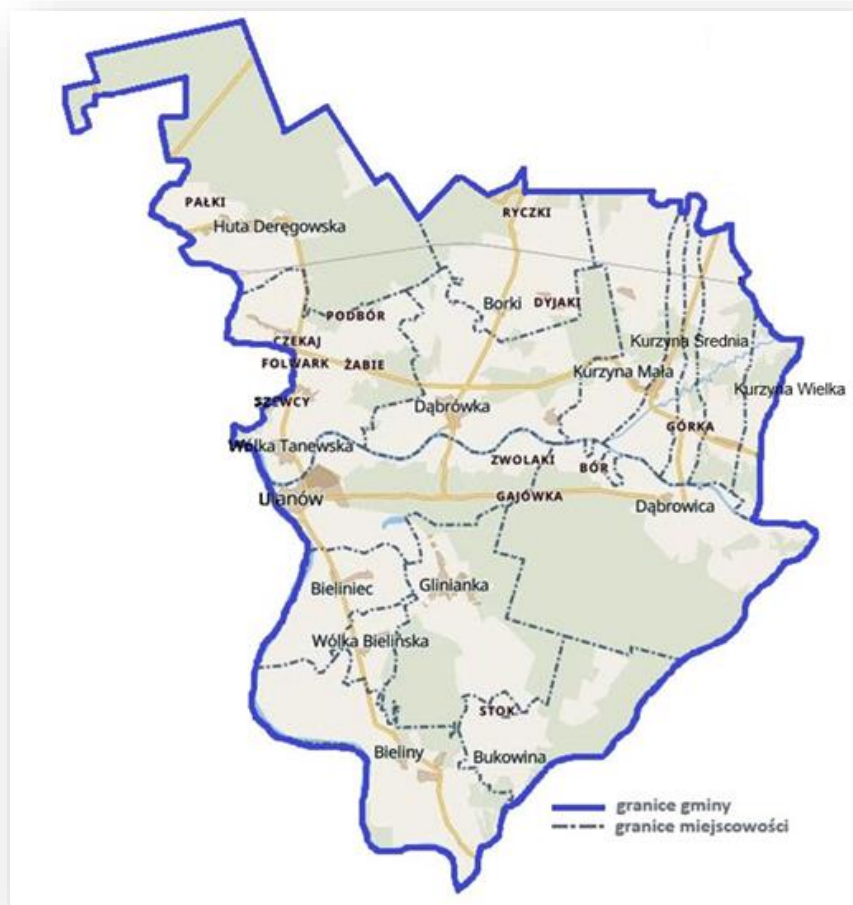 PAŁKI
RYCZKI
Huta Deręgowska
Borki
DYJAKI
PODBÓR
CZEKAJ
Kurzyna Średnia
FOLWARK
ŻABIE
Kurzyna Mała
Kurzyna Wielka
SZEWCY
Dąbrówka
GÓRKA
Wólka Tanewska
ZWOLAKI
BÓR
Ulanów
GAJÓWKA
Dąbrowica
Bieliniec
Glinianka
Wólka Bielińska
STOK
Bieliny
Bukowina
granice gminy
granice miejscowości